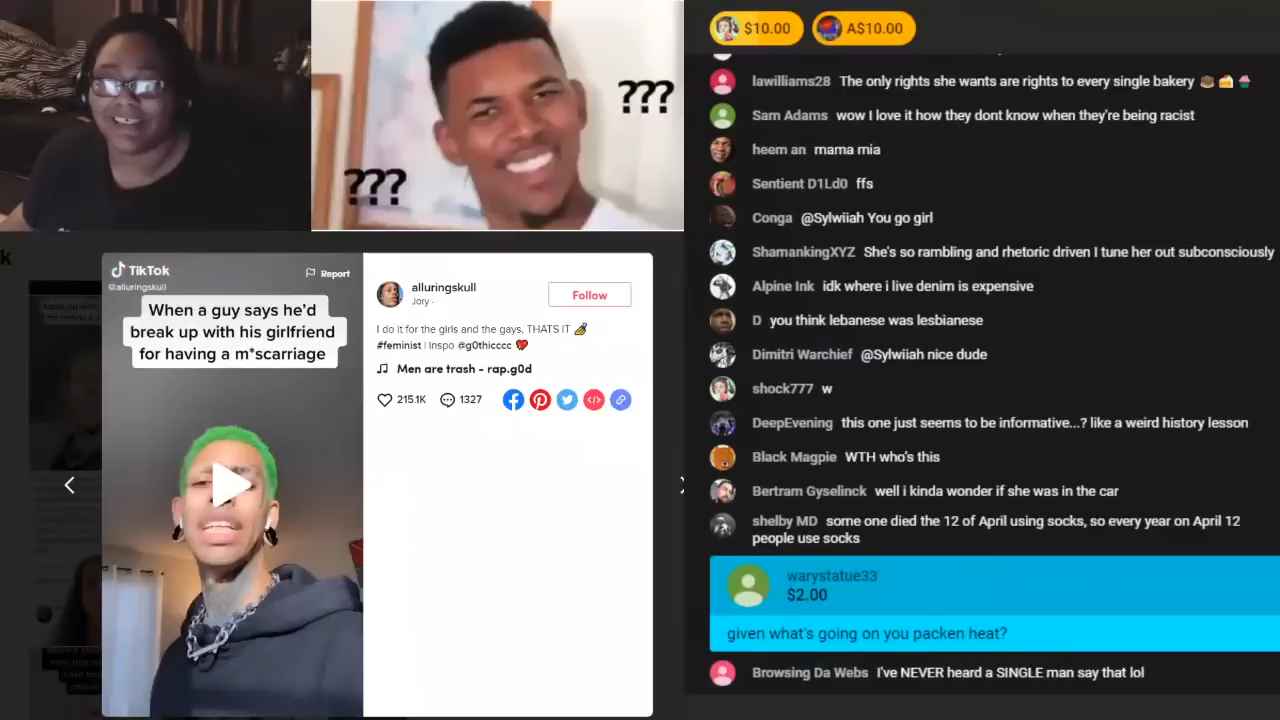 ???
???
k
TikTok
@alluringskull
Report
When a guy says he'd
break up with his girlfriend
for having a m*scarriage
alluringskull
Jory ·
Follow
I do it for the girls and the gays, THATS IT 💅
#feminist | Inspo @g0thicccc 💘
Men are trash - rap.g0d
215.1K
1327
$10.00
A$10.00
lawilliams28 The only rights she wants are rights to every single bakery 🥯 🍰 🧁
Sam Adams wow I love it how they dont know when they're being racist
heem an mama mia
Sentient D1Ld0 ffs
Conga @Sylwiiah You go girl
ShamankingXYZ She's so rambling and rhetoric driven I tune her out subconsciously
Alpine Ink idk where i live denim is expensive
D you think lebanese was lesbianese
Dimitri Warchief @Sylwiiah nice dude
shock777 w
DeepEvening this one just seems to be informative...? like a weird history lesson
Black Magpie WTH who's this
Bertram Gyselinck well i kinda wonder if she was in the car
shelby MD some one died the 12 of April using socks, so every year on April 12
people use socks
warystatue33
$2.00
given what's going on you packen heat?
Browsing Da Webs I've NEVER heard a SINGLE man say that lol